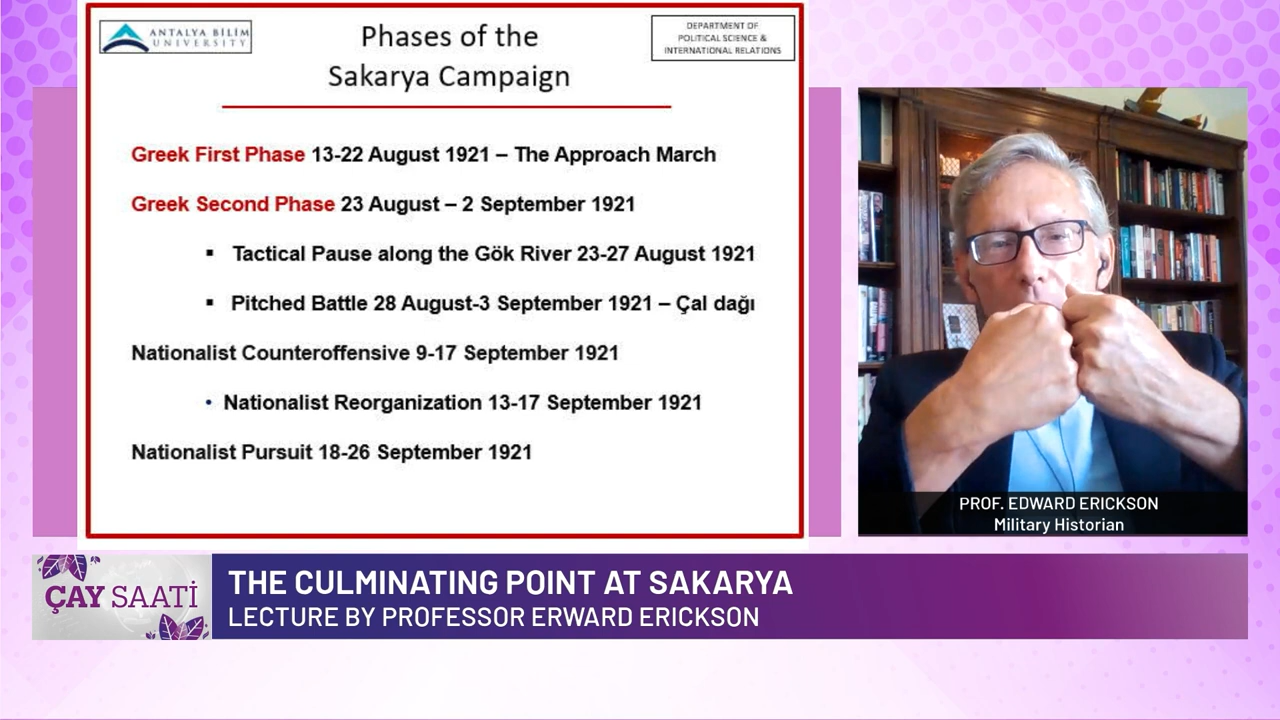 ANTALYA BİLİM
UNIVERSITY
Phases of the
Sakarya Campaign
DEPARTMENT OF
POLITICAL SCIENCE &
INTERNATIONAL RELATIONS
Greek First Phase 13-22 August 1921 – The Approach March
Greek Second Phase 23 August – 2 September 1921
▪ Tactical Pause along the Gök River 23-27 August 1921
▪ Pitched Battle 28 August-3 September 1921 – Çal dağı
Nationalist Counteroffensive 9-17 September 1921
• Nationalist Reorganization 13-17 September 1921
Nationalist Pursuit 18-26 September 1921
PROF. EDWARD ERICKSON
Military Historian
ÇAY SAATİ
THE CULMINATING POINT AT SAKARYA
LECTURE BY PROFESSOR ERWARD ERICKSON